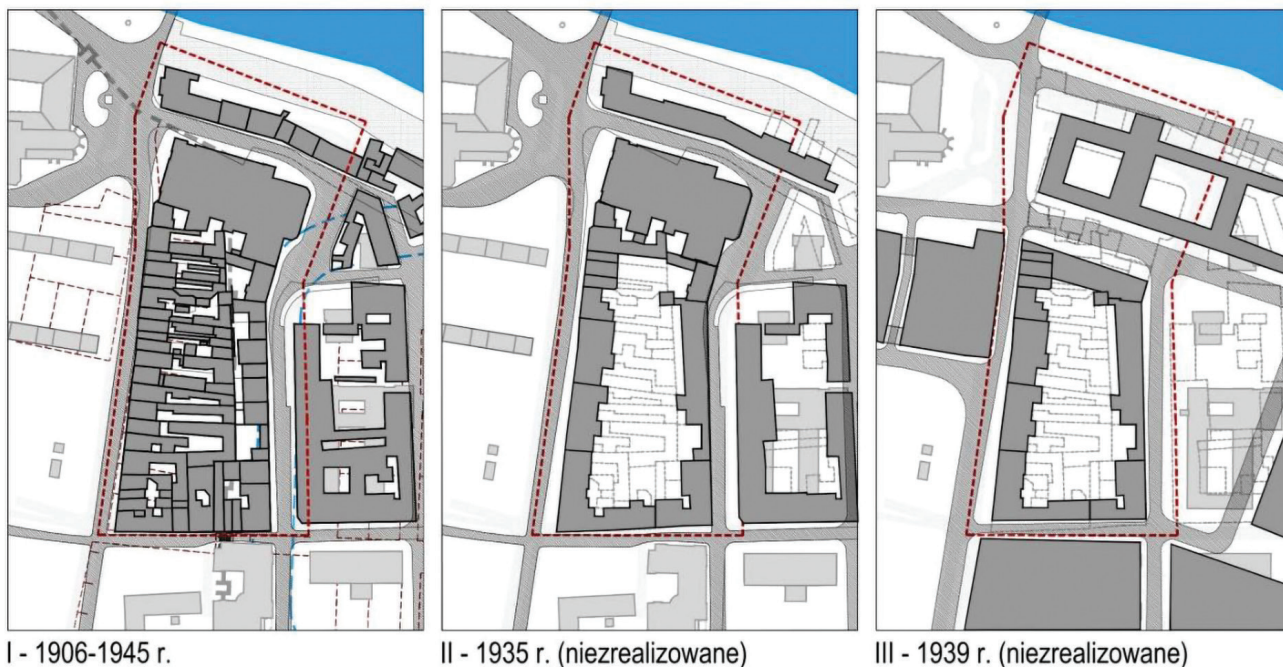 I - 1906-1945 r.
II - 1935 r. (niezrealizowane)
III - 1939 r. (niezrealizowane)